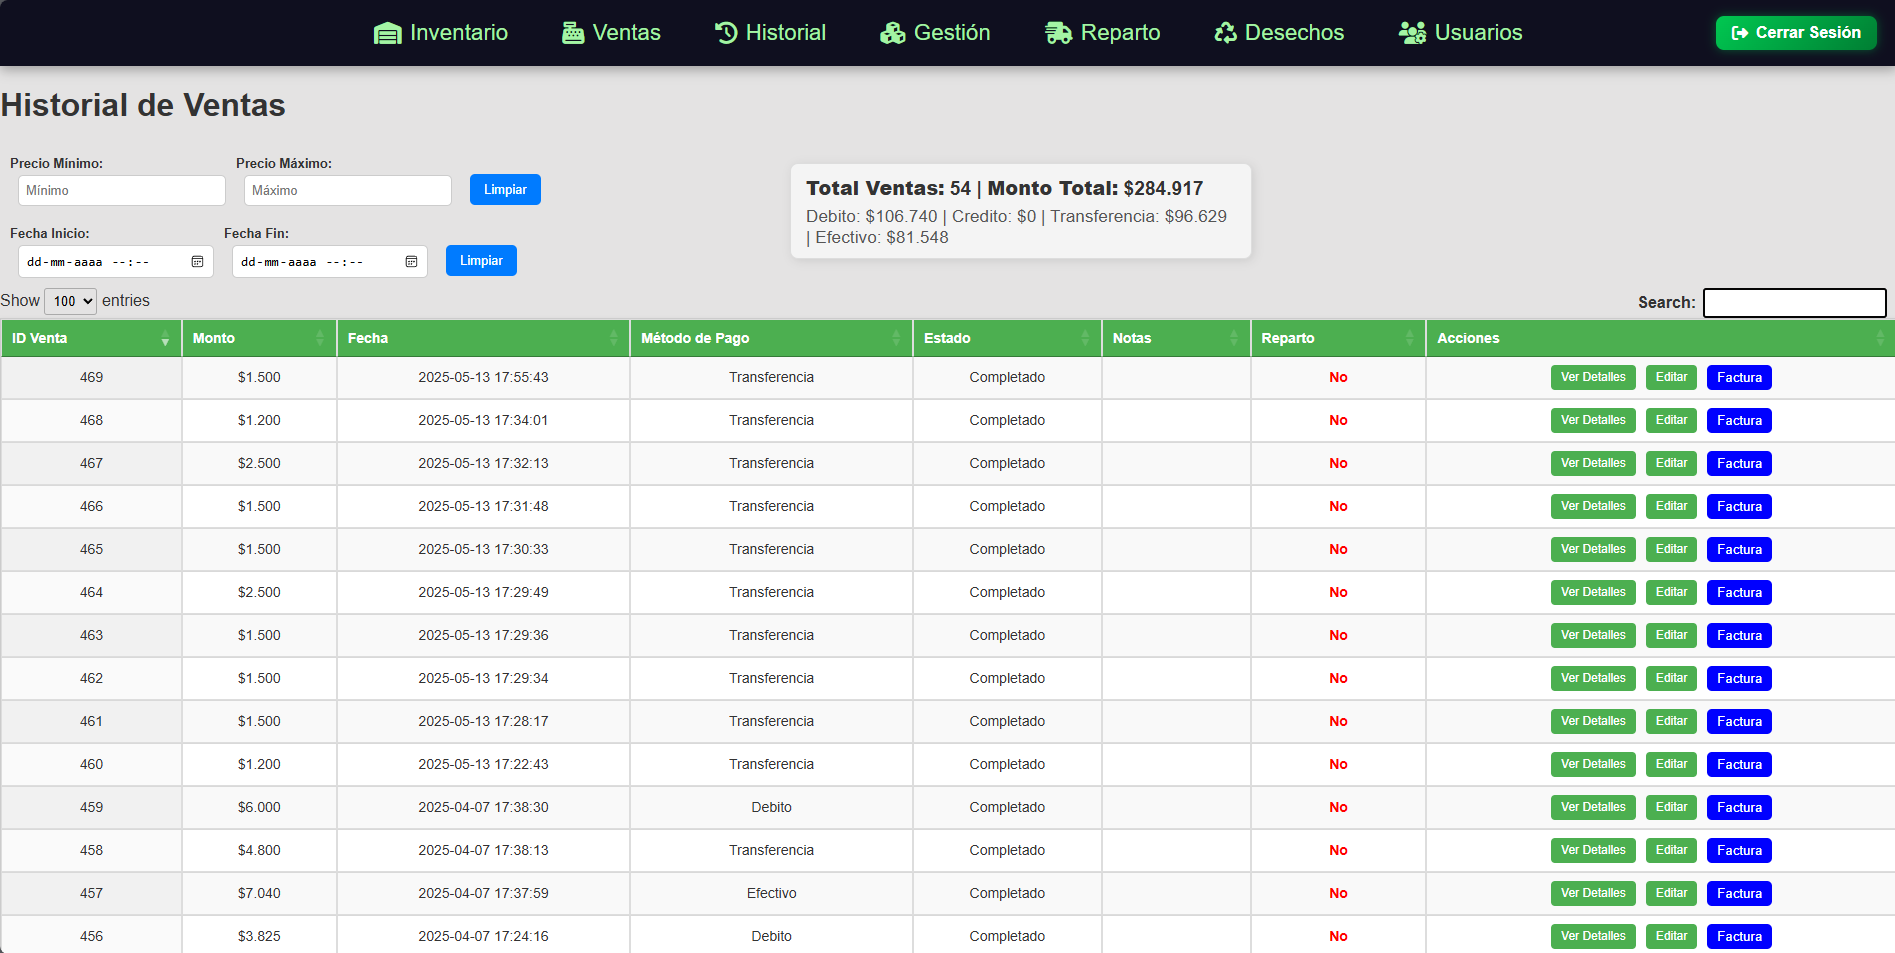 Inventario Ventas Historial Gestión Reparto Desechos Usuarios Cerrar Sesión
Historial de Ventas
Precio Mínimo: Precio Máximo:
Mínimo Máximo Limpiar
Total Ventas: 54 | Monto Total: $284.917
Debito: $106.740 | Credito: $0 | Transferencia: $96.629
| Efectivo: $81.548
Fecha Inicio: Fecha Fin:
dd-mm-aaaa --:-- dd-mm-aaaa --:-- Limpiar
Show 100 entries Search:
ID Venta Monto Fecha Método de Pago Estado Notas Reparto Acciones
469 $1.500 2025-05-13 17:55:43 Transferencia Completado No Ver Detalles Editar Factura
468 $1.200 2025-05-13 17:34:01 Transferencia Completado No Ver Detalles Editar Factura
467 $2.500 2025-05-13 17:32:13 Transferencia Completado No Ver Detalles Editar Factura
466 $1.500 2025-05-13 17:31:48 Transferencia Completado No Ver Detalles Editar Factura
465 $1.500 2025-05-13 17:30:33 Transferencia Completado No Ver Detalles Editar Factura
464 $2.500 2025-05-13 17:29:49 Transferencia Completado No Ver Detalles Editar Factura
463 $1.500 2025-05-13 17:29:36 Transferencia Completado No Ver Detalles Editar Factura
462 $1.500 2025-05-13 17:29:34 Transferencia Completado No Ver Detalles Editar Factura
461 $1.500 2025-05-13 17:28:17 Transferencia Completado No Ver Detalles Editar Factura
460 $1.200 2025-05-13 17:22:43 Transferencia Completado No Ver Detalles Editar Factura
459 $6.000 2025-04-07 17:38:30 Debito Completado No Ver Detalles Editar Factura
458 $4.800 2025-04-07 17:38:13 Transferencia Completado No Ver Detalles Editar Factura
457 $7.040 2025-04-07 17:37:59 Efectivo Completado No Ver Detalles Editar Factura
456 $3.825 2025-04-07 17:24:16 Debito Completado No Ver Detalles Editar Factura